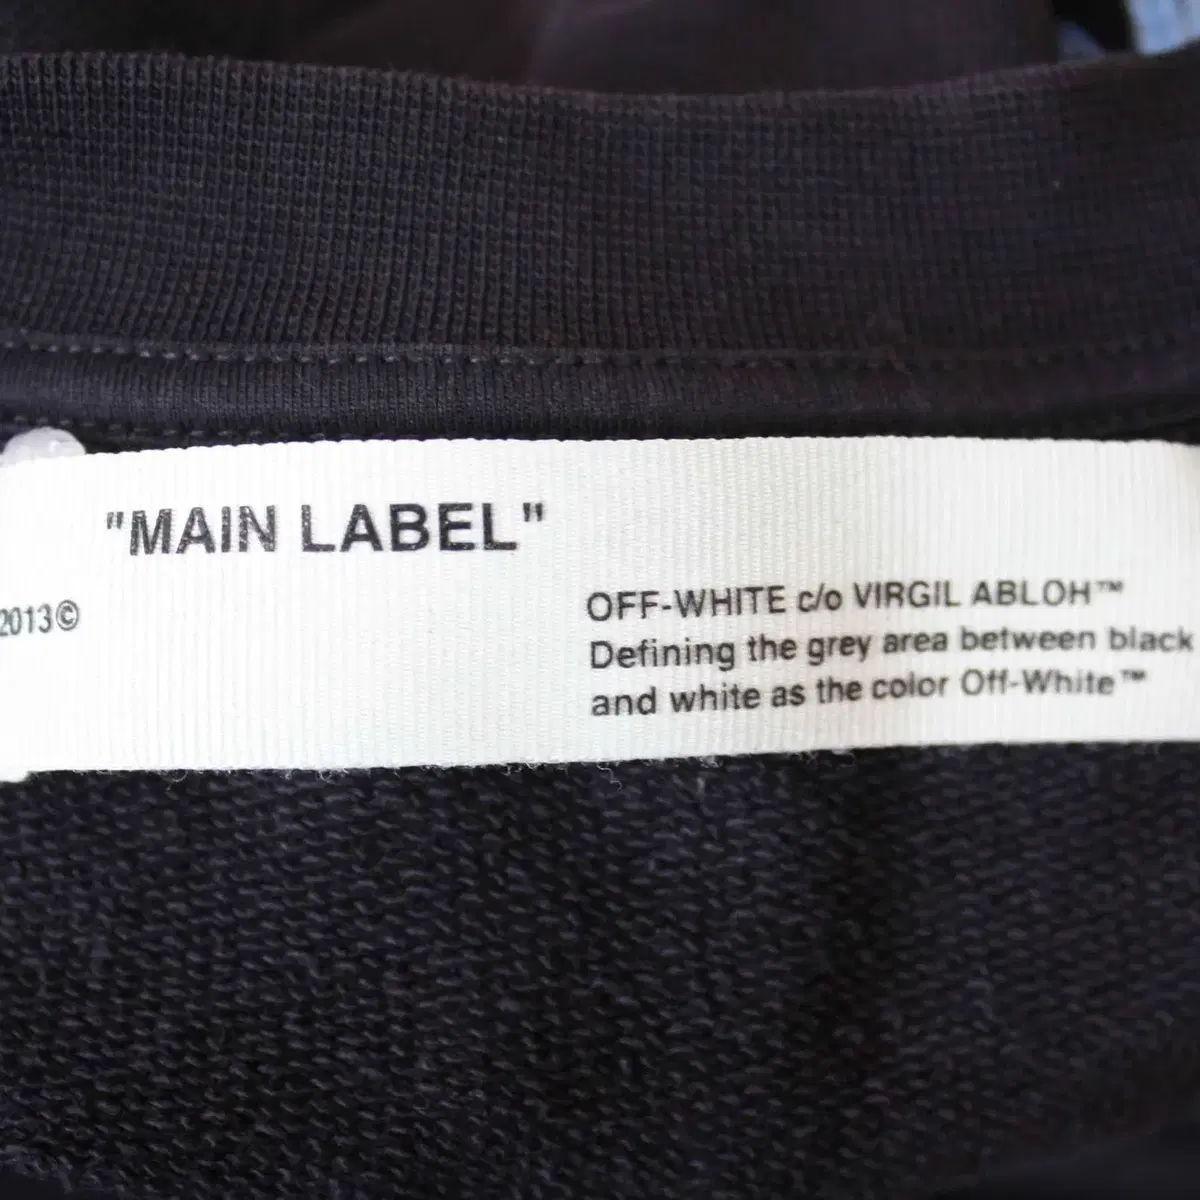 "MAIN LABEL"
2013©
OFF-WHITE c/o VIRGIL ABLOH™
Defining the grey area between black
and white as the color Off-White™